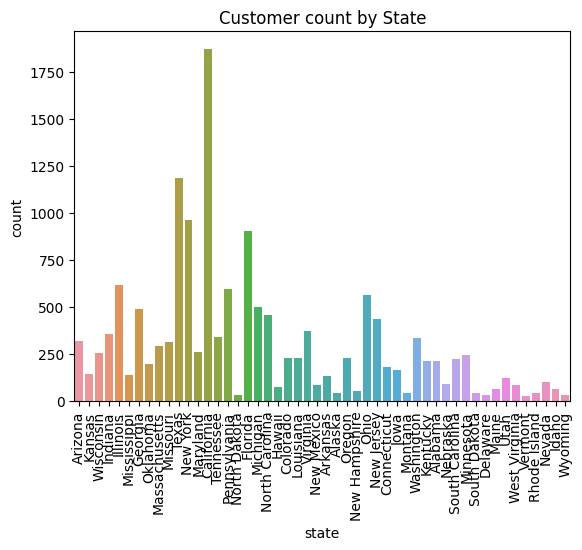 Customer count by State
1750
1500
1250
1000
750
500
250
0
count
Arizona
Kansas
Wisconsin
Indiana
Illinois
Mississippi
Georgia
Oklahoma
Massachusetts
Missouri
Texas
New York
Maryland
California
Tennessee
Pennsylvania
North Dakota
Florida
Michigan
North Carolina
Hawaii
Colorado
Louisiana
Virginia
New Mexico
Arkansas
Alaska
Oregon
New Hampshire
Ohio
New Jersey
Connecticut
Iowa
Montana
Washington
Kentucky
Alabama
Nebraska
South Carolina
Minnesota
South Dakota
Delaware
Maine
Utah
West Virginia
Vermont
Rhode Island
Nevada
Idaho
Wyoming
state